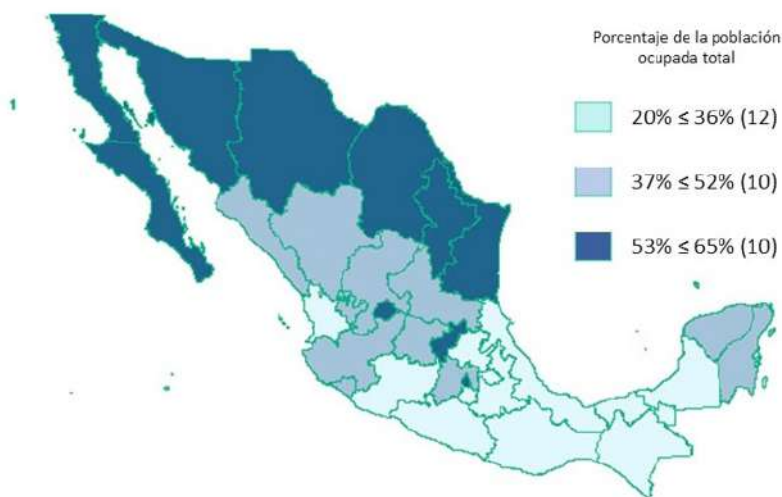 Porcentaje de la población
ocupada total
20% ≤ 36% (12)
37% ≤ 52% (10)
53% ≤ 65% (10)